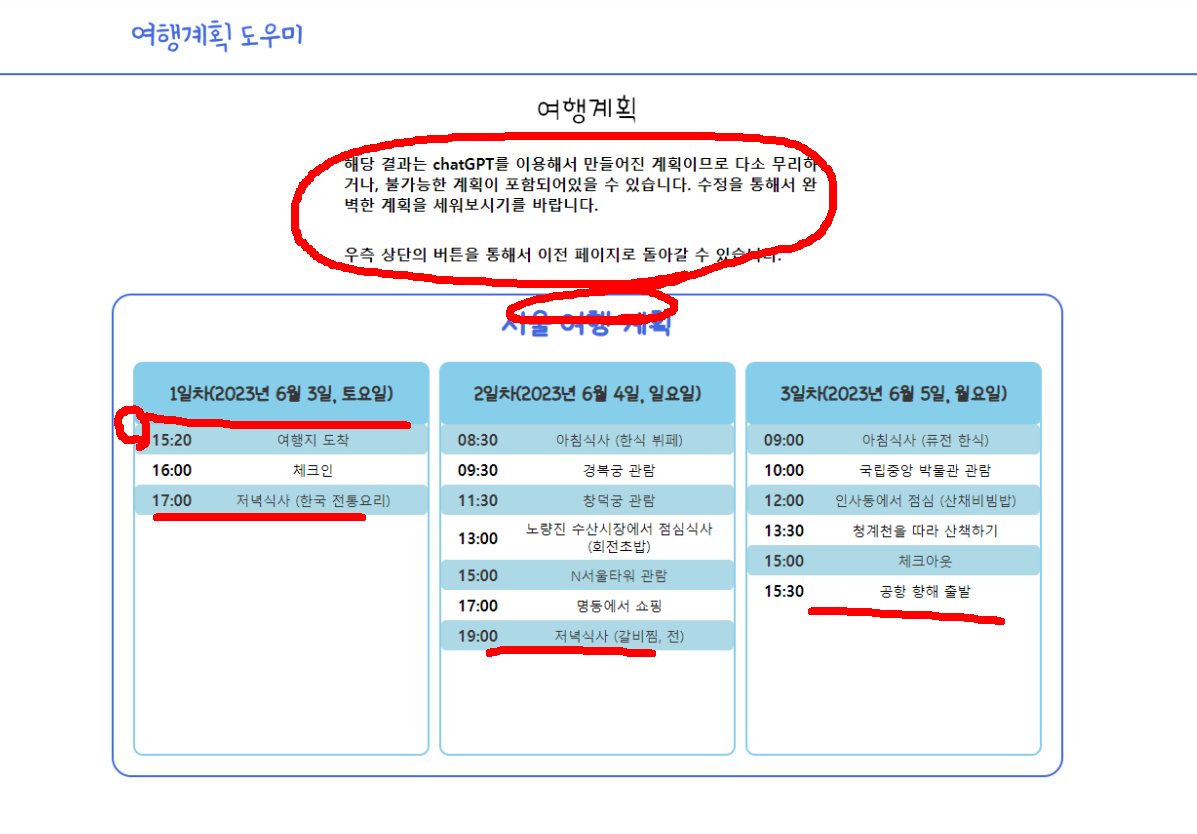 여행계획 도우미
여행계획
해당 결과는 chatGPT를 이용해서 만들어진 계획이므로 다소 무리하
거나, 불가능한 계획이 포함되어있을 수 있습니다. 수정을 통해서 완
벽한 계획을 세워보시기를 바랍니다.
우측 상단의 버튼을 통해서 이전 페이지로 돌아갈 수 있습니다.
서울 여행 계획
1일차(2023년 6월 3일, 토요일)
15:20 여행지 도착
16:00 체크인
17:00 저녁식사 (한국 전통요리)
2일차(2023년 6월 4일, 일요일)
08:30 아침식사 (한식 뷔페)
09:30 경복궁 관람
11:30 창덕궁 관람
13:00 노량진 수산시장에서 점심식사
(회전초밥)
15:00 N서울타워 관람
17:00 명동에서 쇼핑
19:00 저녁식사 (갈비찜, 전)
3일차(2023년 6월 5일, 월요일)
09:00 아침식사 (퓨전 한식)
10:00 국립중앙 박물관 관람
12:00 인사동에서 점심 (산채비빔밥)
13:30 청계천을 따라 산책하기
15:00 체크아웃
15:30 공항 향해 출발